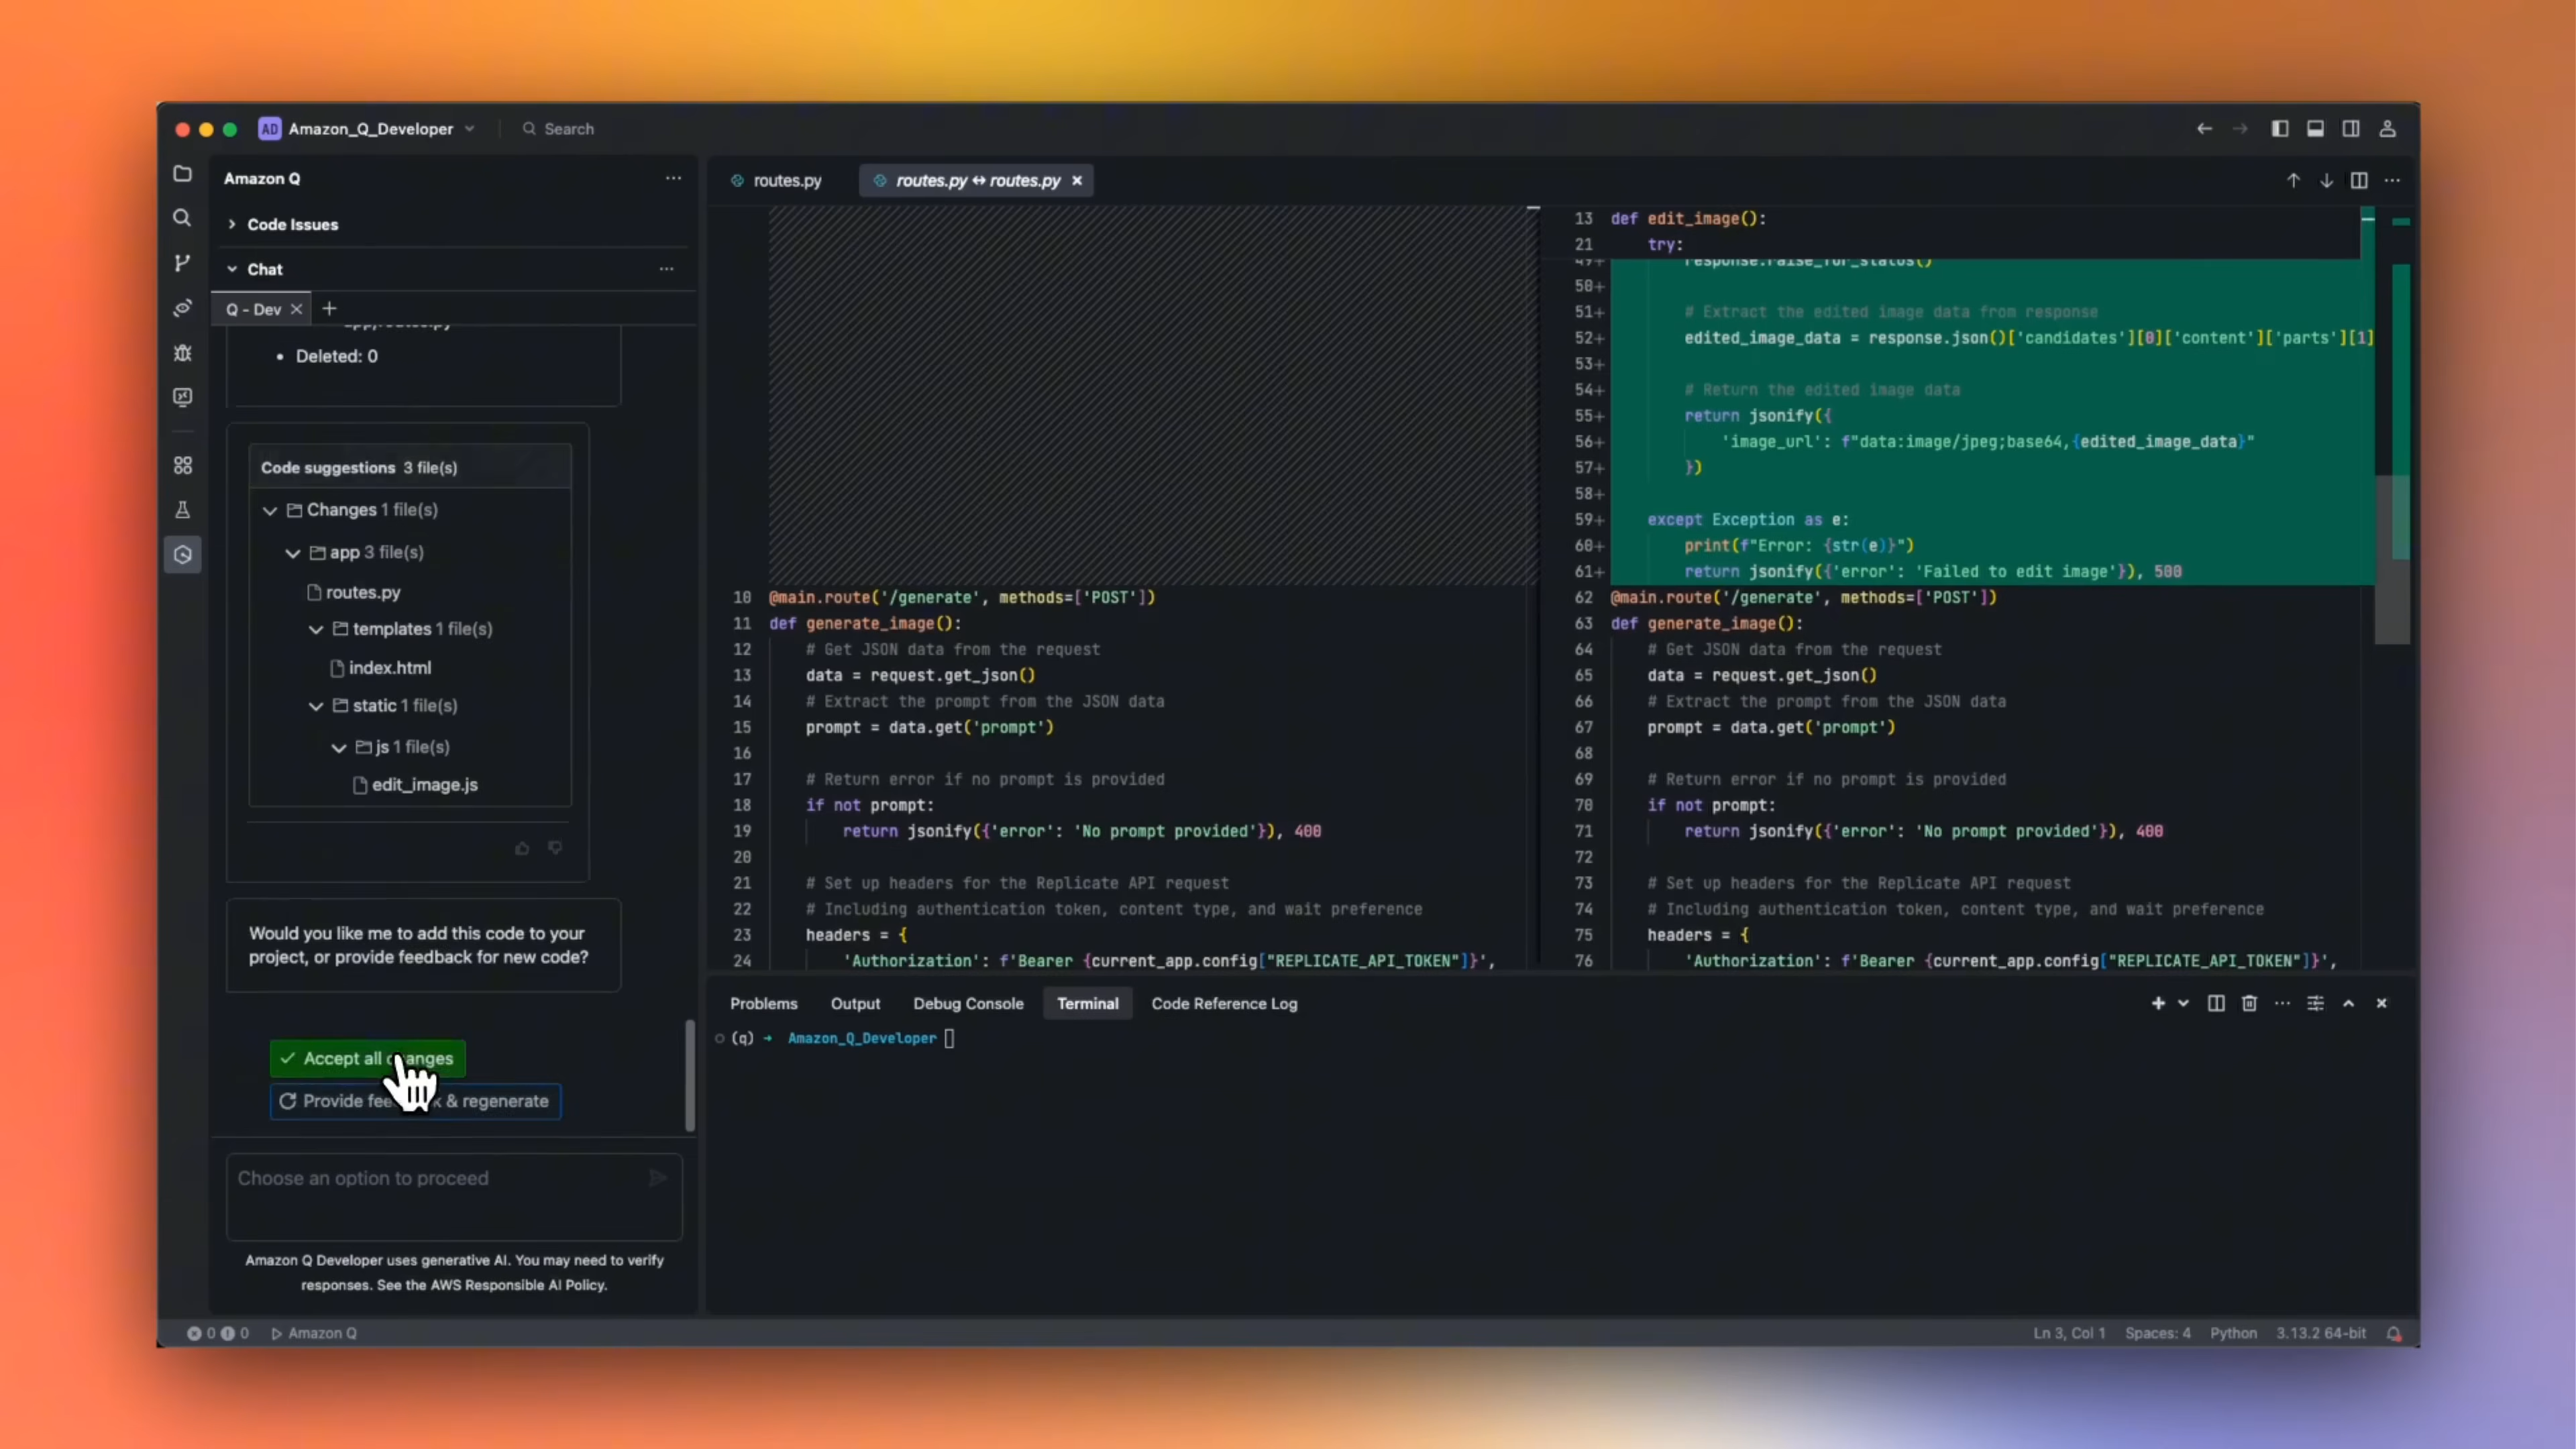 AD Amazon_Q_Developer
Search
Amazon Q
Code Issues
Chat
Q - Dev
app/routes.py
• Deleted: 0
Code suggestions 3 file(s)
Changes 1 file(s)
app 3 file(s)
routes.py
templates 1 file(s)
index.html
static 1 file(s)
js 1 file(s)
edit_image.js
Would you like me to add this code to your
project, or provide feedback for new code?
Accept all changes
Provide feedback & regenerate
Choose an option to proceed
Amazon Q Developer uses generative AI. You may need to verify
responses. See the AWS Responsible AI Policy.
routes.py
routes.py ↔ routes.py
10 @main.route('/generate', methods=['POST'])
11 def generate_image():
12 # Get JSON data from the request
13 data = request.get_json()
14 # Extract the prompt from the JSON data
15 prompt = data.get('prompt')
16
17 # Return error if no prompt is provided
18 if not prompt:
19 return jsonify({'error': 'No prompt provided'}), 400
20
21 # Set up headers for the Replicate API request
22 # Including authentication token, content type, and wait preference
23 headers = {
24 'Authorization': f'Bearer {current_app.config["REPLICATE_API_TOKEN"]}',
13 def edit_image():
21 try:
49+ response.raise_for_status()
50+
51+ # Extract the edited image data from response
52+ edited_image_data = response.json()['candidates'][0]['content']['parts'][1]
53+
54+ # Return the edited image data
55+ return jsonify({
56+ 'image_url': f"data:image/jpeg;base64,{edited_image_data}"
57+ })
58+
59+ except Exception as e:
60+ print(f"Error: {str(e)}")
61+ return jsonify({'error': 'Failed to edit image'}), 500
62 @main.route('/generate', methods=['POST'])
63 def generate_image():
64 # Get JSON data from the request
65 data = request.get_json()
66 # Extract the prompt from the JSON data
67 prompt = data.get('prompt')
68
69 # Return error if no prompt is provided
70 if not prompt:
71 return jsonify({'error': 'No prompt provided'}), 400
72
73 # Set up headers for the Replicate API request
74 # Including authentication token, content type, and wait preference
75 headers = {
76 'Authorization': f'Bearer {current_app.config["REPLICATE_API_TOKEN"]}',
Problems Output Debug Console Terminal Code Reference Log
(q) → Amazon_Q_Developer
0 0 Amazon Q
Ln 3, Col 1 Spaces: 4 Python 3.13.2 64-bit